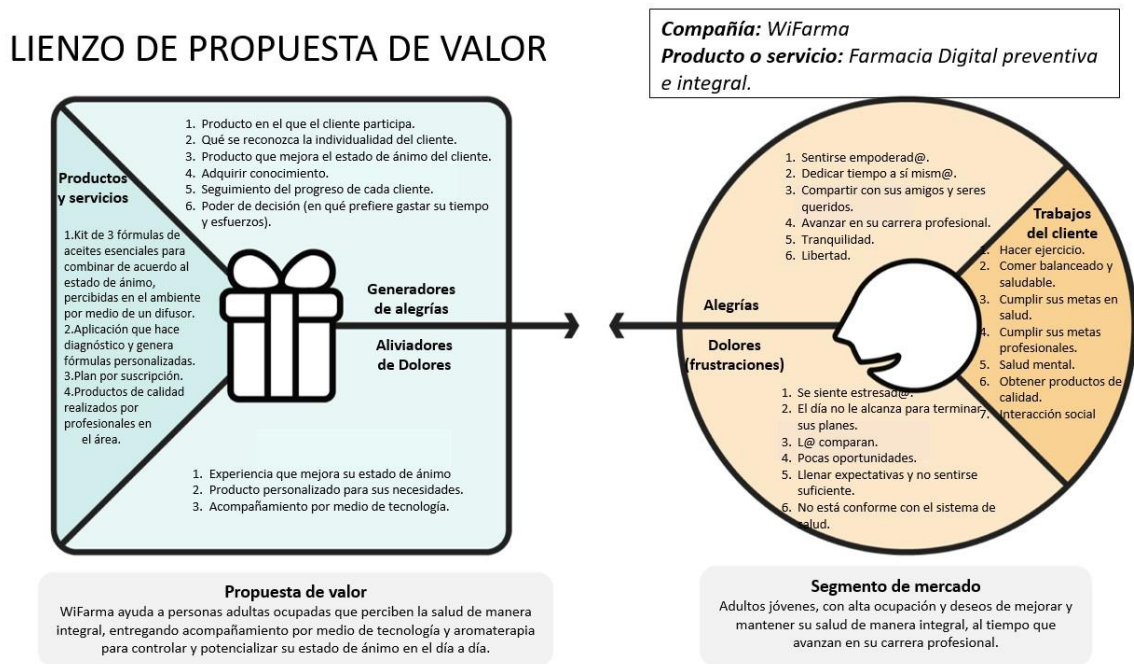 LIENZO DE PROPUESTA DE VALOR
Compañía: WiFarma
Producto o servicio: Farmacia Digital preventiva
e integral.
1. Producto en el que el cliente participa.
2. Qué se reconozca la individualidad del cliente.
3. Producto que mejora el estado de ánimo del cliente.
4. Adquirir conocimiento.
5. Seguimiento del progreso de cada cliente.
6. Poder de decisión (en qué prefiere gastar su tiempo
y esfuerzos).
Productos
y servicios
1.Kit de 3 fórmulas de
aceites esenciales para
combinar de acuerdo al
estado de ánimo,
percibidas en el ambiente
por medio de un difusor.
2.Aplicación que hace
diagnóstico y genera
fórmulas personalizadas.
3.Plan por suscripción.
4.Productos de calidad
realizados por
profesionales en
el área.
Generadores
de alegrías
Aliviadores
de Dolores
1. Experiencia que mejora su estado de ánimo
2. Producto personalizado para sus necesidades.
3. Acompañamiento por medio de tecnología.
1. Sentirse empoderad@.
2. Dedicar tiempo a sí mism@.
3. Compartir con sus amigos y seres
queridos.
4. Avanzar en su carrera profesional.
5. Tranquilidad.
6. Libertad.
Alegrías
Dolores
(frustraciones)
1. Se siente estresad@.
2. El día no le alcanza para terminar
sus planes.
3. L@ comparan.
4. Pocas oportunidades.
5. Llenar expectativas y no sentirse
suficiente.
6. No está conforme con el sistema de
salud.
Trabajos
del cliente
1. Hacer ejercicio.
2. Comer balanceado y
saludable.
3. Cumplir sus metas en
salud.
4. Cumplir sus metas
profesionales.
5. Salud mental.
6. Obtener productos de
calidad.
7. Interacción social
Propuesta de valor
WiFarma ayuda a personas adultas ocupadas que perciben la salud de manera
integral, entregando acompañamiento por medio de tecnología y aromaterapia
para controlar y potencializar su estado de ánimo en el día a día.
Segmento de mercado
Adultos jóvenes, con alta ocupación y deseos de mejorar y
mantener su salud de manera integral, al tiempo que
avanzan en su carrera profesional.